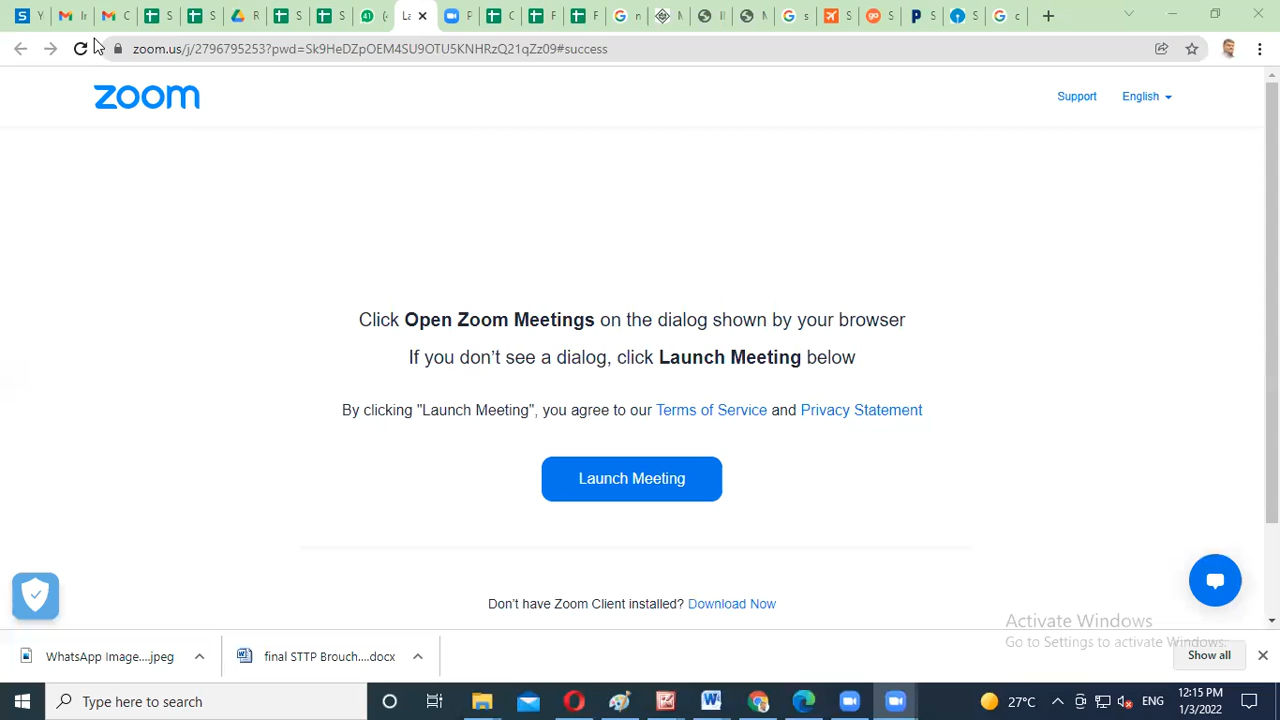 zoom.us/j/2796795253?pwd=Sk9HeDZpOEM4SU9OTU5KNHRzQ21qZz09#success
zoom
Support
English
Click Open Zoom Meetings on the dialog shown by your browser
If you don't see a dialog, click Launch Meeting below
By clicking "Launch Meeting", you agree to our Terms of Service and Privacy Statement
Launch Meeting
Don't have Zoom Client installed? Download Now
Activate Windows
Go to Settings to activate Windows.
WhatsApp Image....jpeg
final STTP Brouch....docx
Show all
Type here to search
27°C
ENG
12:15 PM
1/3/2022